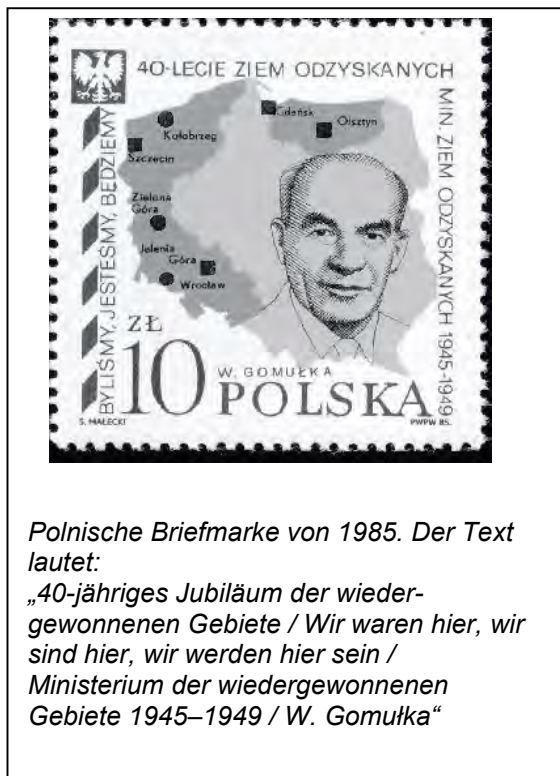 40-LECIE ZIEM ODZYSKANYCH
MIN. ZIEM ODZYSKANYCH 1945-1949
BYLIŚMY, JESTEŚMY, BĘDZIEMY
Gdańsk
Olsztyn
Kołobrzeg
Szczecin
Zielona
Góra
Jelenia
Góra
Wrocław
ZŁ
10
W. GOMUŁKA
POLSKA
S. MAŁECKI
PWPW 85.
Polnische Briefmarke von 1985. Der Text
lautet:
„40-jähriges Jubiläum der wieder-
gewonnenen Gebiete / Wir waren hier, wir
sind hier, wir werden hier sein /
Ministerium der wiedergewonnenen
Gebiete 1945–1949 / W. Gomułka“